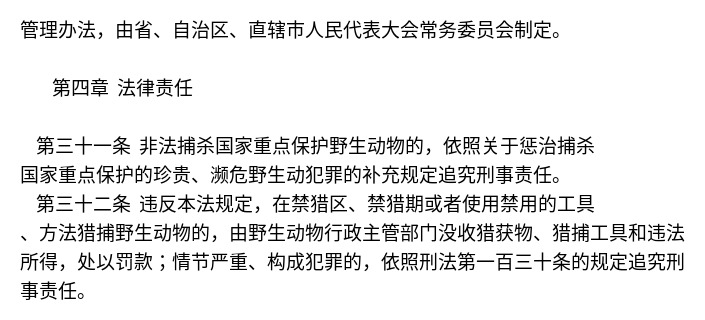 管理办法，由省、自治区、直辖市人民代表大会常务委员会制定。
第四章 法律责任
第三十一条 非法捕杀国家重点保护野生动物的，依照关于惩治捕杀
国家重点保护的珍贵、濒危野生动犯罪的补充规定追究刑事责任。
第三十二条 违反本法规定，在禁猎区、禁猎期或者使用禁用的工具
、方法猎捕野生动物的，由野生动物行政主管部门没收猎获物、猎捕工具和违法
所得，处以罚款；情节严重、构成犯罪的，依照刑法第一百三十条的规定追究刑
事责任。